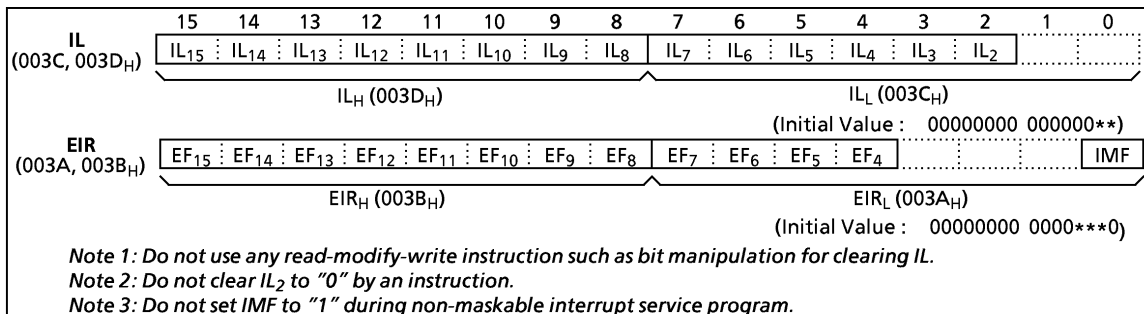 15 14 13 12 11 10 9 8 7 6 5 4 3 2 1 0
IL
(003C, 003DH)
IL15 IL14 IL13 IL12 IL11 IL10 IL9 IL8 IL7 IL6 IL5 IL4 IL3 IL2
ILH (003DH) ILL (003CH)
(Initial Value : 00000000 000000**)
EIR
(003A, 003BH)
EF15 EF14 EF13 EF12 EF11 EF10 EF9 EF8 EF7 EF6 EF5 EF4 IMF
EIRH (003BH) EIRL (003AH)
(Initial Value : 00000000 0000***0)
Note 1: Do not use any read-modify-write instruction such as bit manipulation for clearing IL.
Note 2: Do not clear IL2 to "0" by an instruction.
Note 3: Do not set IMF to "1" during non-maskable interrupt service program.